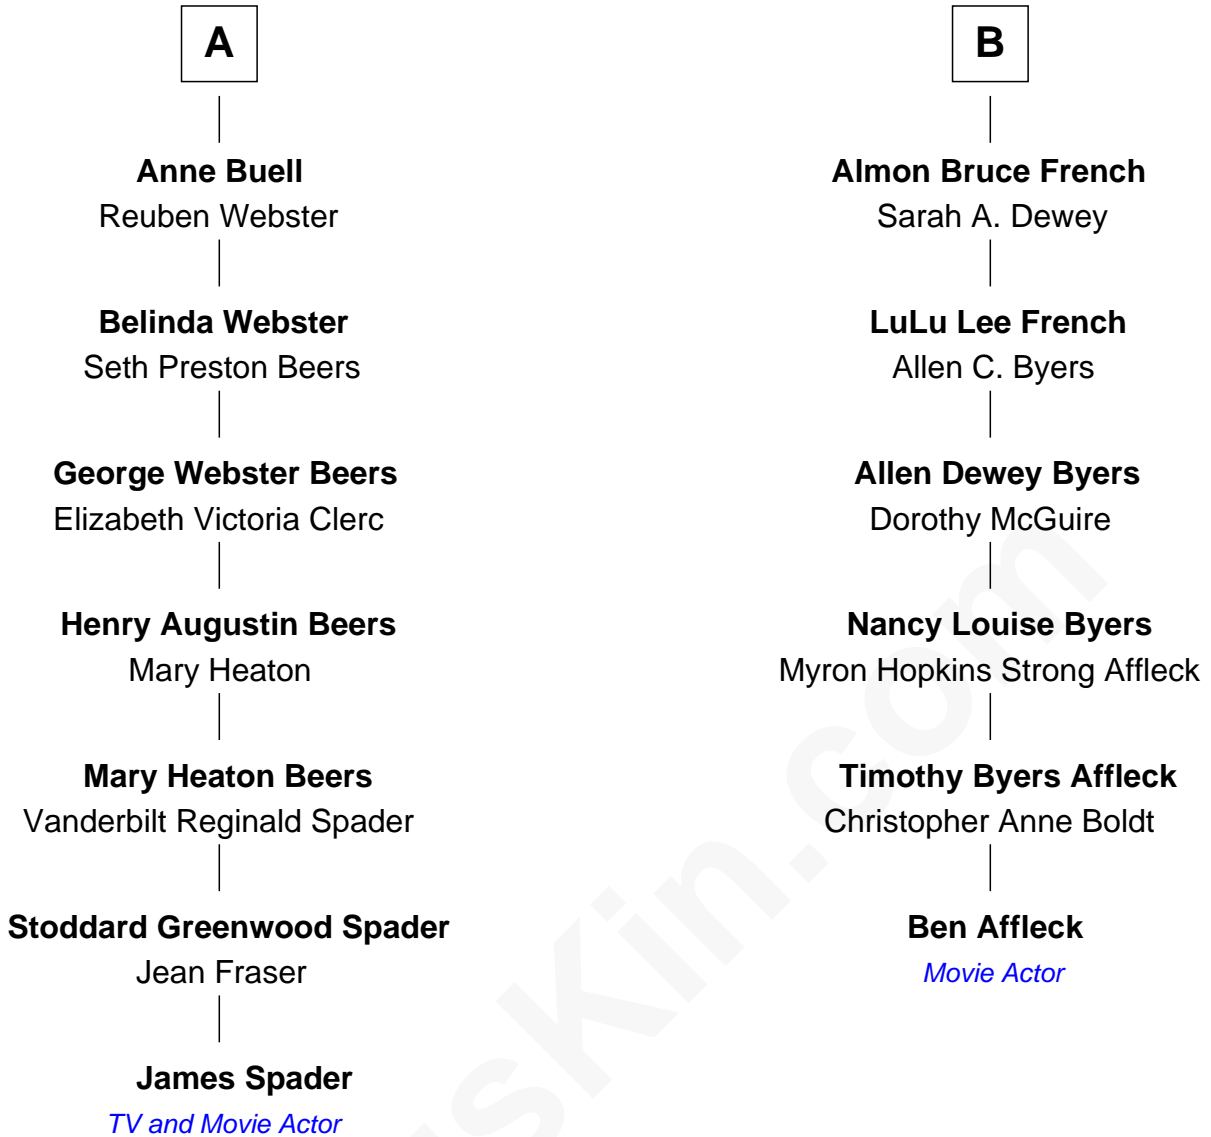 A
Anne Buell
Reuben Webster
Belinda Webster
Seth Preston Beers
George Webster Beers
Elizabeth Victoria Clerc
Henry Augustin Beers
Mary Heaton
Mary Heaton Beers
Vanderbilt Reginald Spader
Stoddard Greenwood Spader
Jean Fraser
James Spader
TV and Movie Actor
B
Almon Bruce French
Sarah A. Dewey
LuLu Lee French
Allen C. Byers
Allen Dewey Byers
Dorothy McGuire
Nancy Louise Byers
Myron Hopkins Strong Affleck
Timothy Byers Affleck
Christopher Anne Boldt
Ben Affleck
Movie Actor
sKin.com